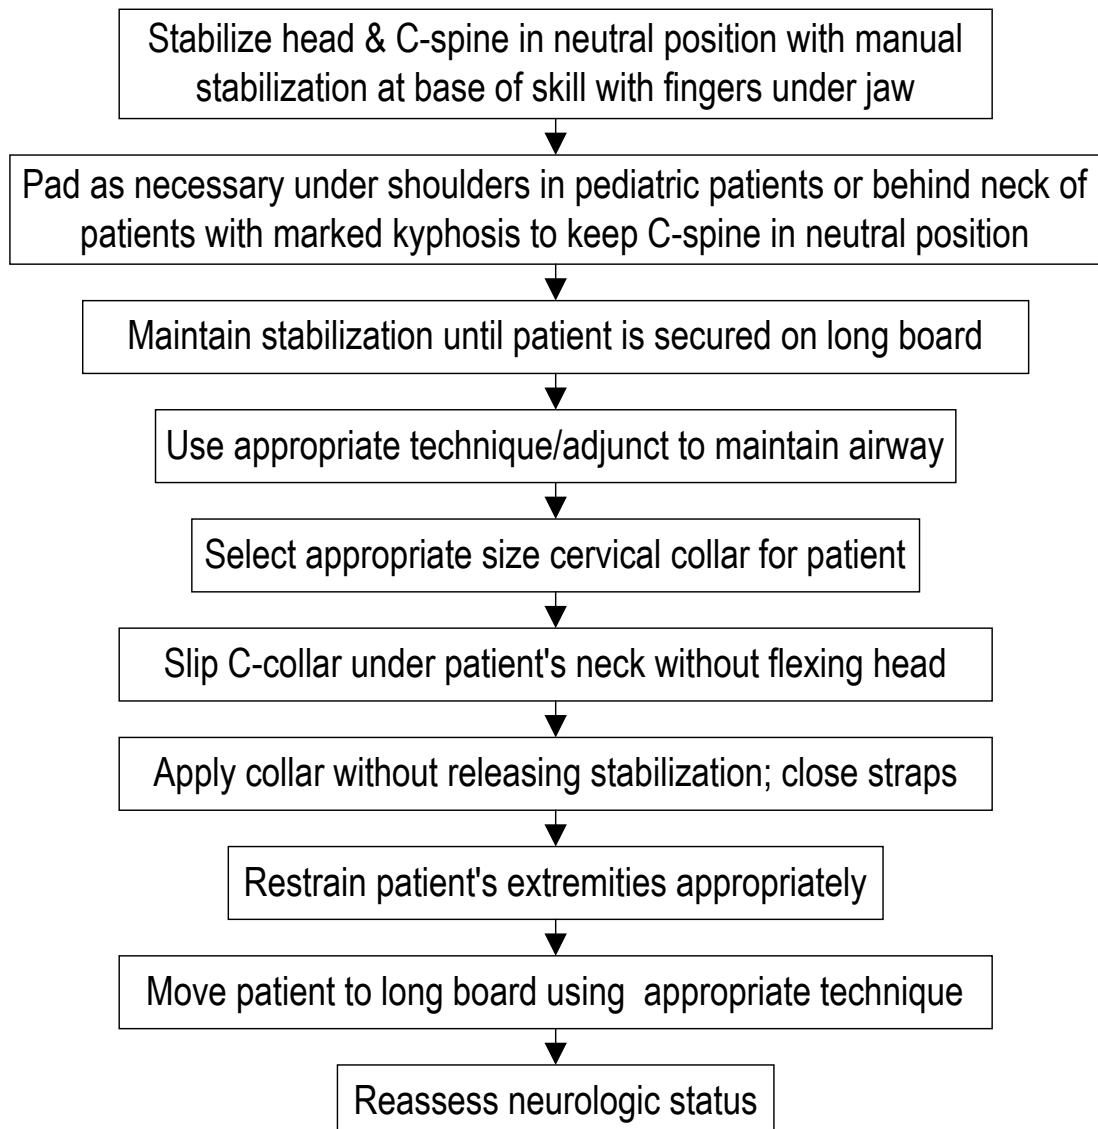 Stabilize head & C-spine in neutral position with manual
stabilization at base of skill with fingers under jaw
Pad as necessary under shoulders in pediatric patients or behind neck of
patients with marked kyphosis to keep C-spine in neutral position
Maintain stabilization until patient is secured on long board
Use appropriate technique/adjunct to maintain airway
Select appropriate size cervical collar for patient
Slip C-collar under patient's neck without flexing head
Apply collar without releasing stabilization; close straps
Restrain patient's extremities appropriately
Move patient to long board using  appropriate technique
Reassess neurologic status